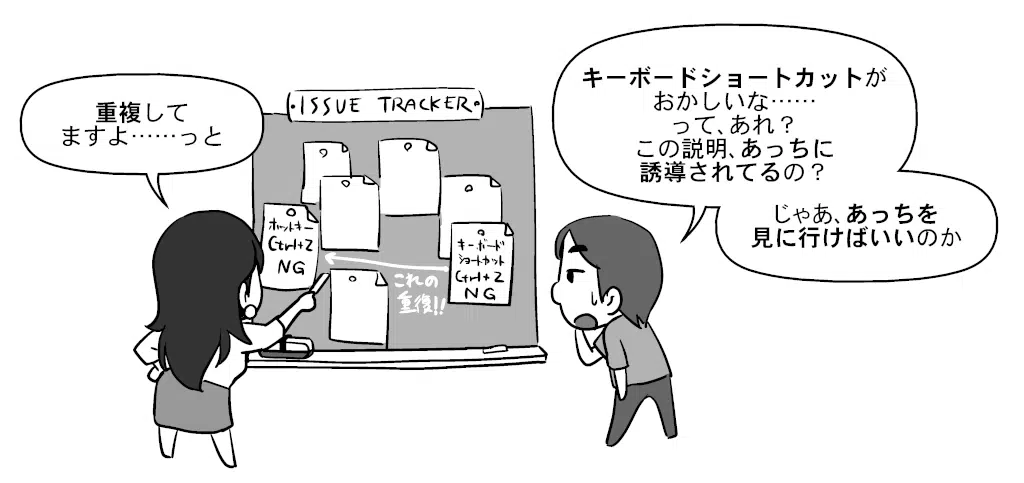 重複して
ますよ……っと
・ISSUE TRACKER・
キーボードショートカットが
おかしいな……
って、あれ？
この説明、あっちに
誘導されてるの？
じゃあ、あっちを
見に行けばいいのか
ホットキー
Ctrl+Z
NG
これの
重複!!
キーボード
ショートカット
Ctrl+Z
NG